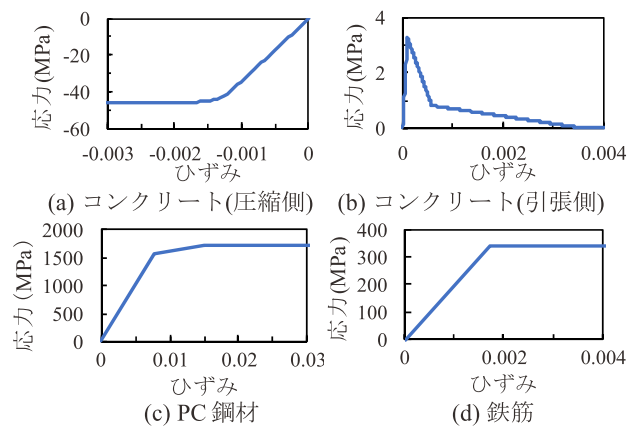 0
-20
-40
-60
応力(MPa)
-0.003 -0.002 -0.001 0
ひずみ
(a) コンクリート(圧縮側)
4
2
0
応力(MPa)
0 0.002 0.004
ひずみ
(b) コンクリート(引張側)
2000
1500
1000
500
0
応力(MPa)
0 0.01 0.02 0.03
ひずみ
(c) PC 鋼材
400
300
200
100
0
応力(MPa)
0 0.002 0.004
ひずみ
(d) 鉄筋